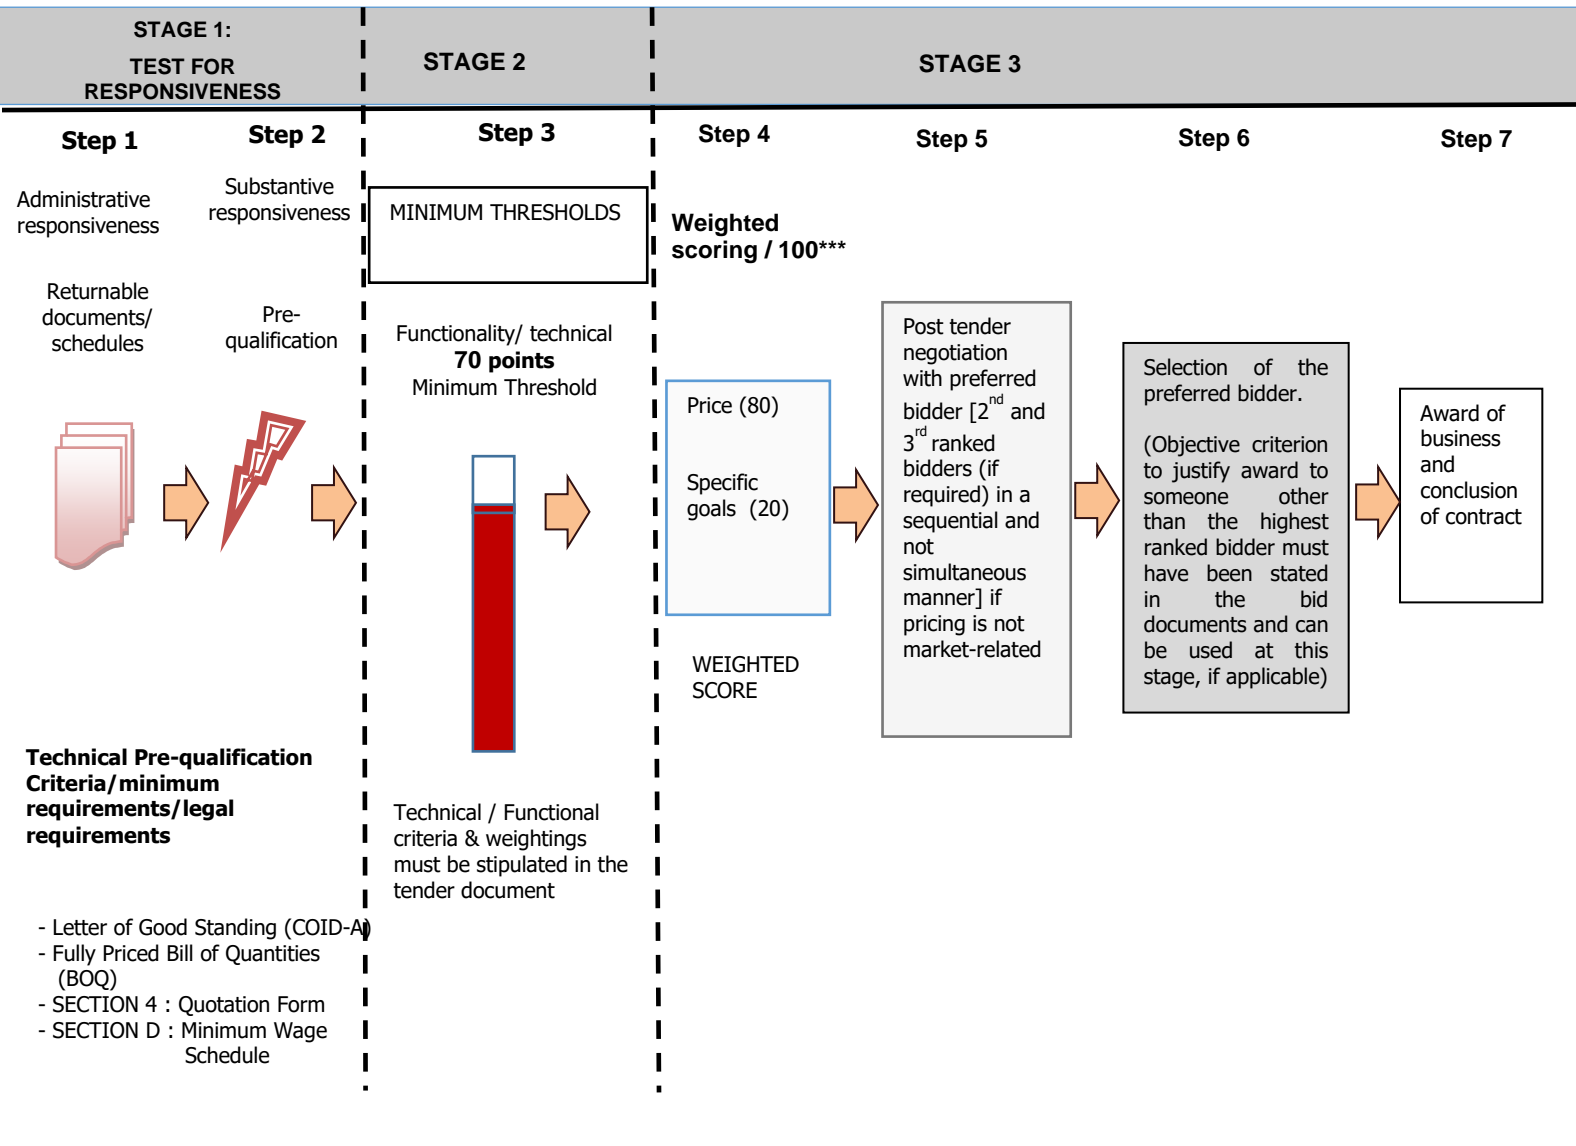 STAGE 1:
TEST FOR
RESPONSIVENESS
STAGE 2
STAGE 3
Step 1
Step 2
Step 3
Step 4
Step 5
Step 6
Step 7
Administrative
responsiveness
Returnable
documents/
schedules
Substantive
responsiveness
Pre-
qualification
Technical Pre-qualification
Criteria/minimum
requirements/legal
requirements
- Letter of Good Standing (COID-A)
- Fully Priced Bill of Quantities
(BOQ)
- SECTION 4 : Quotation Form
- SECTION D : Minimum Wage
Schedule
MINIMUM THRESHOLDS
Functionality/ technical
70 points
Minimum Threshold
Technical / Functional
criteria & weightings
must be stipulated in the
tender document
Weighted
scoring / 100***
Price (80)
Specific
goals (20)
WEIGHTED
SCORE
Post tender
negotiation
with preferred
bidder [2nd and
3rd ranked
bidders (if
required) in a
sequential and
not
simultaneous
manner] if
pricing is not
market-related
Selection of the
preferred bidder.
(Objective criterion
to justify award to
someone other
than the highest
ranked bidder must
have been stated
in the bid
documents and can
be used at this
stage, if applicable)
Award of
business
and
conclusion
of contract